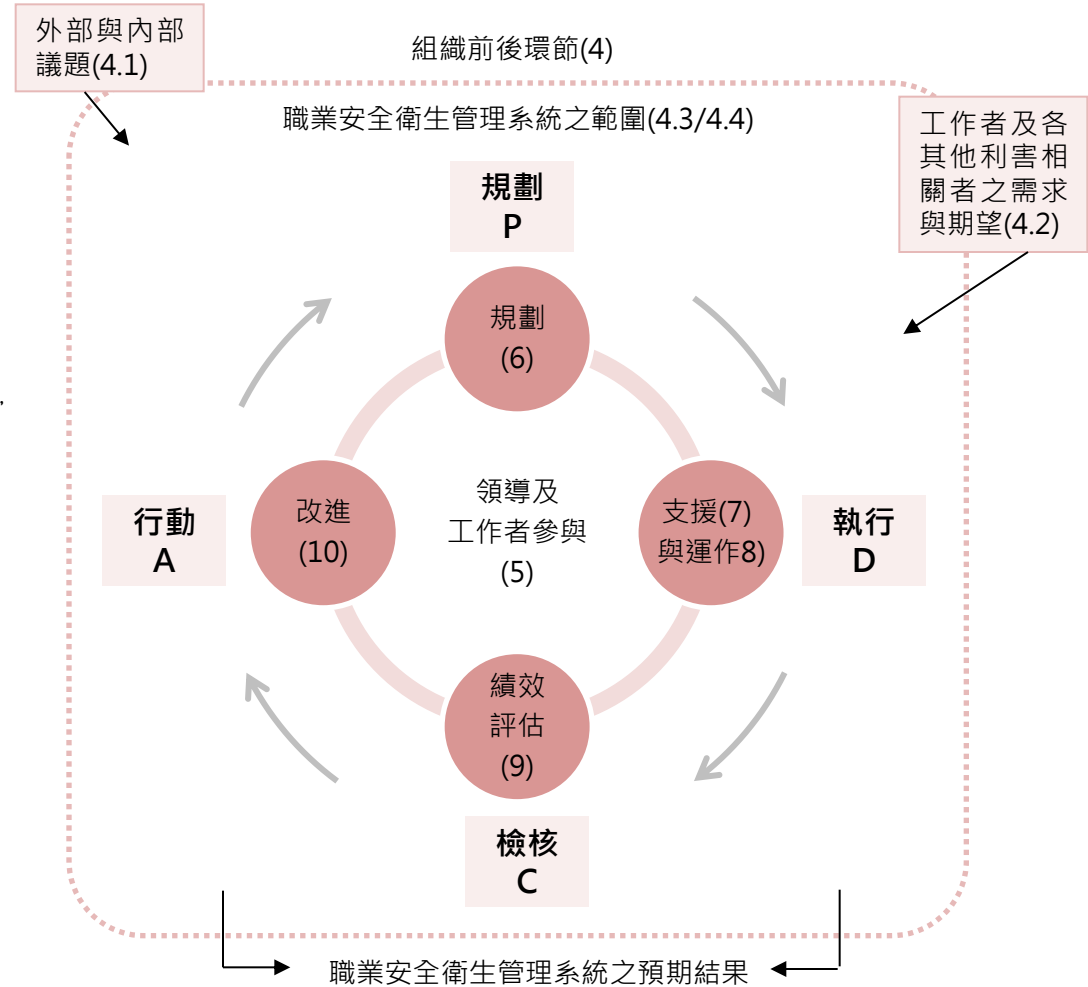 外部與內部
議題(4.1)
組織前後環節(4)
職業安全衛生管理系統之範圍(4.3/4.4)
工作者及各
其他利害相
關者之需求
與期望(4.2)
規劃
P
規劃
(6)
行動
A
改進
(10)
領導及
工作者參與
(5)
支援(7)
與運作8)
執行
D
績效
評估
(9)
檢核
C
職業安全衛生管理系統之預期結果